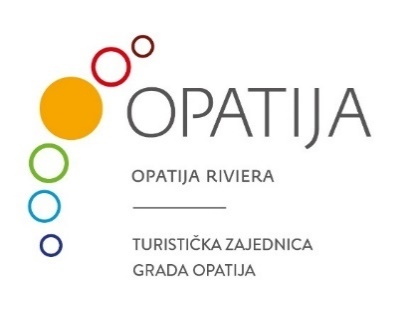 OPATIJA
OPATIJA RIVIERA
TURISTIČKA ZAJEDNICA
GRADA OPATIJA